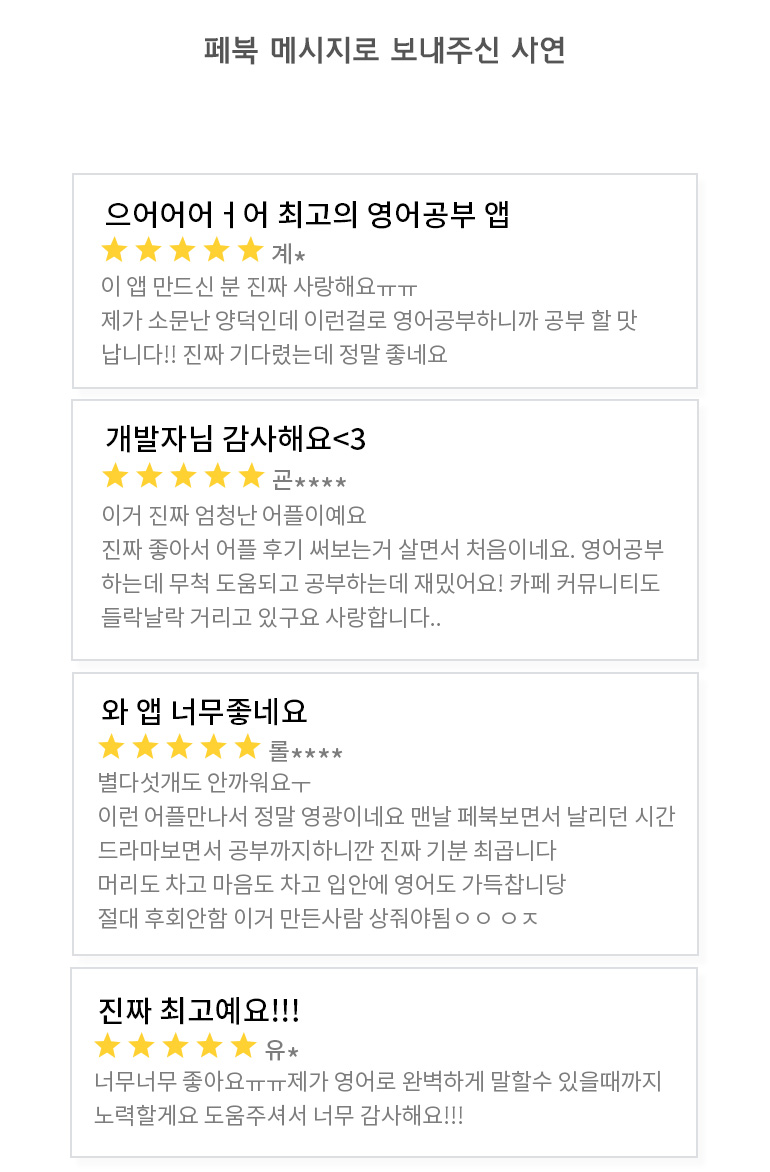 페북 메시지로 보내주신 사연
으어어어ㅓ어 최고의 영어공부 앱
★★★★★ 계*
이 앱 만드신 분 진짜 사랑해요ㅠㅠ
제가 소문난 양덕인데 이런걸로 영어공부하니까 공부 할 맛
납니다!! 진짜 기다렸는데 정말 좋네요
개발자님 감사해요<3
★★★★★ 굔****
이거 진짜 엄청난 어플이예요
진짜 좋아서 어플 후기 써보는거 살면서 처음이네요. 영어공부
하는데 무척 도움되고 공부하는데 재밌어요! 카페 커뮤니티도
들락날락 거리고 있구요 사랑합니다..
와 앱 너무좋네요
★★★★★ 롤****
별다섯개도 안까워요ㅜ
이런 어플만나서 정말 영광이네요 맨날 페북보면서 날리던 시간
드라마보면서 공부까지하니깐 진짜 기분 최곱니다
머리도 차고 마음도 차고 입안에 영어도 가득찹니당
절대 후회안함 이거 만든사람 상줘야됨ㅇㅇ ㅇㅈ
진짜 최고예요!!!
★★★★★ 유*
너무너무 좋아요ㅠㅠ제가 영어로 완벽하게 말할수 있을때까지
노력할게요 도움주셔서 너무 감사해요!!!